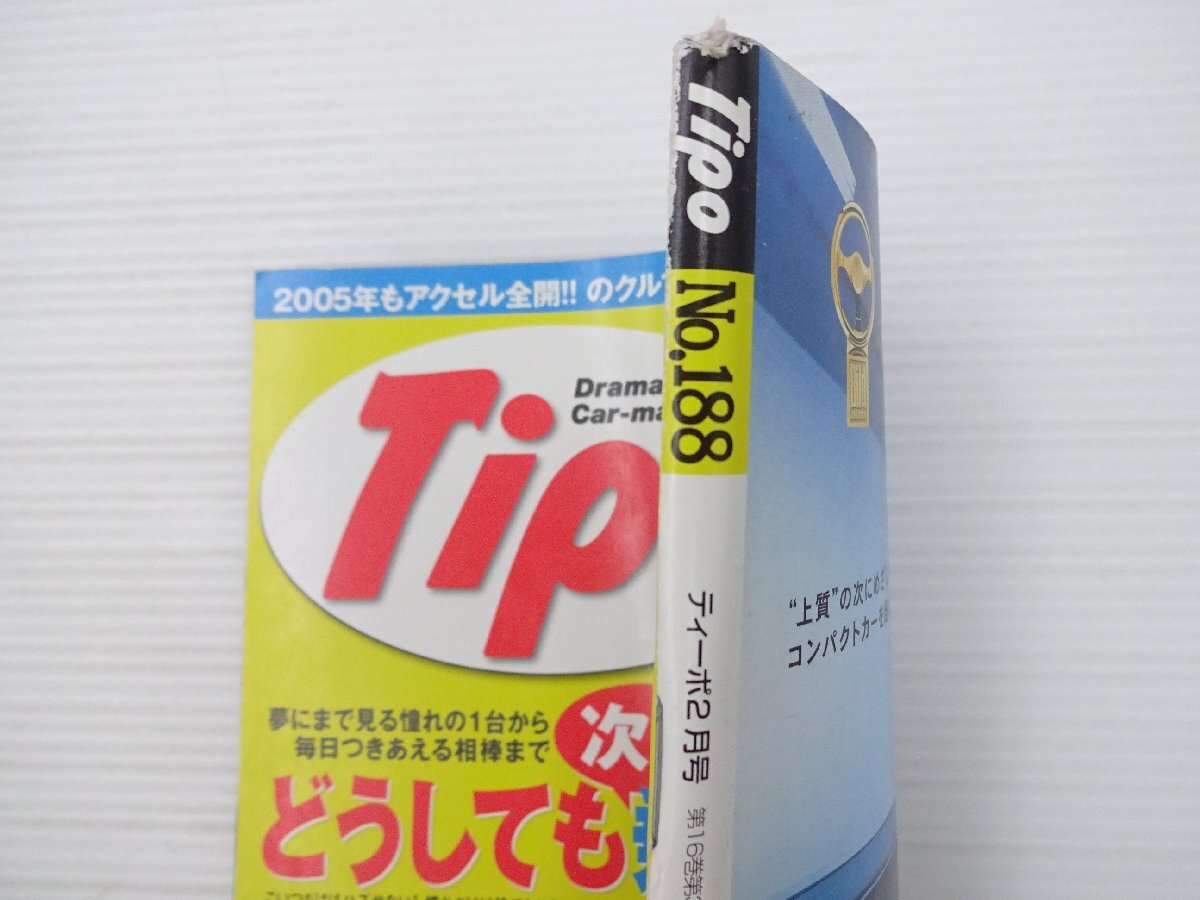 2005年もアクセル全開!! のクル
Tip
Drama
Car-ma
夢にまで見る憧れの1台から
毎日つきあえる相棒まで
次
どうしても
Tipo
No.188
ティーポ2月号
第16巻第
"上質"の次にめざ
コンパクトカーを